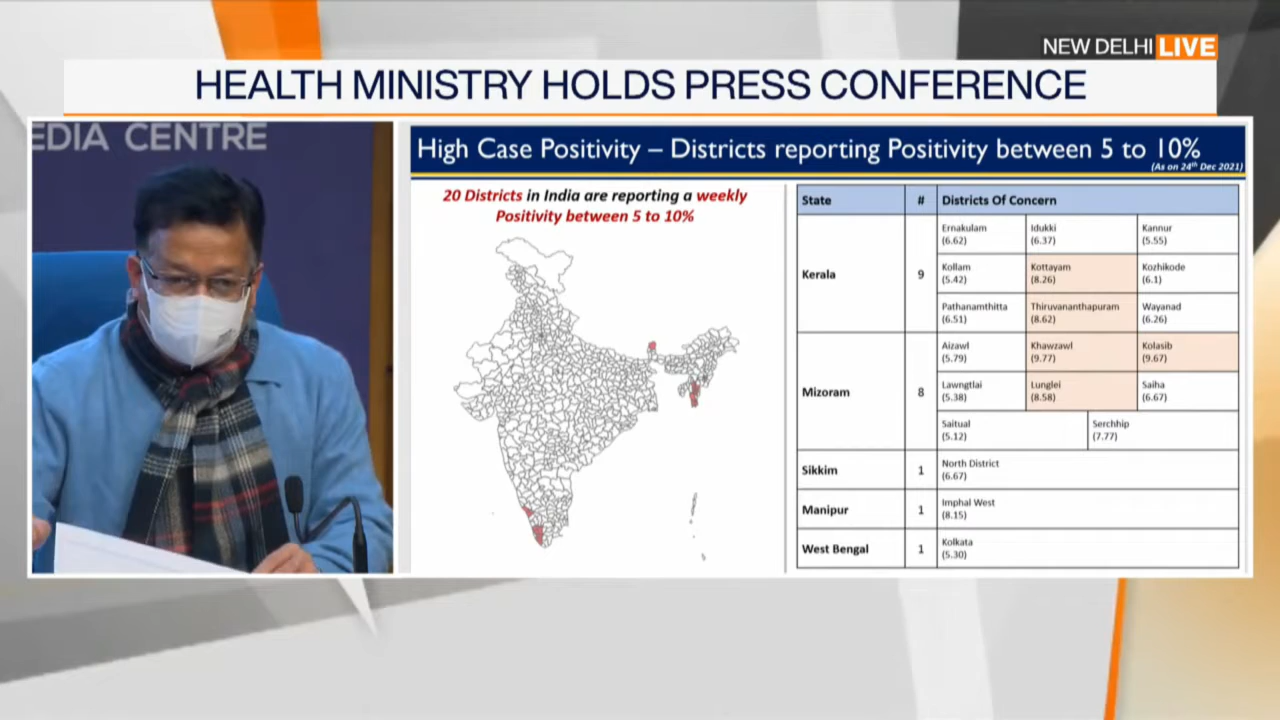 NEW DELHI LIVE
HEALTH MINISTRY HOLDS PRESS CONFERENCE
EDIA CENTRE
High Case Positivity – Districts reporting Positivity between 5 to 10%
(As on 24th Dec 2021)
20 Districts in India are reporting a weekly
Positivity between 5 to 10%
State # Districts Of Concern
Kerala 9
Ernakulam Idukki Kannur
(6.62) (6.37) (5.55)
Kollam Kottayam Kozhikode
(5.42) (8.26) (6.1)
Pathanamthitta Thiruvananthapuram Wayanad
(6.51) (8.62) (6.26)
Mizoram 8
Aizawl Khawzawl Kolasib
(5.79) (9.77) (9.67)
Lawngtlai Lunglei Saiha
(5.38) (8.58) (6.67)
Saitual Serchhip
(5.12) (7.77)
Sikkim 1
North District
(6.67)
Manipur 1
Imphal West
(8.15)
West Bengal 1
Kolkata
(5.30)